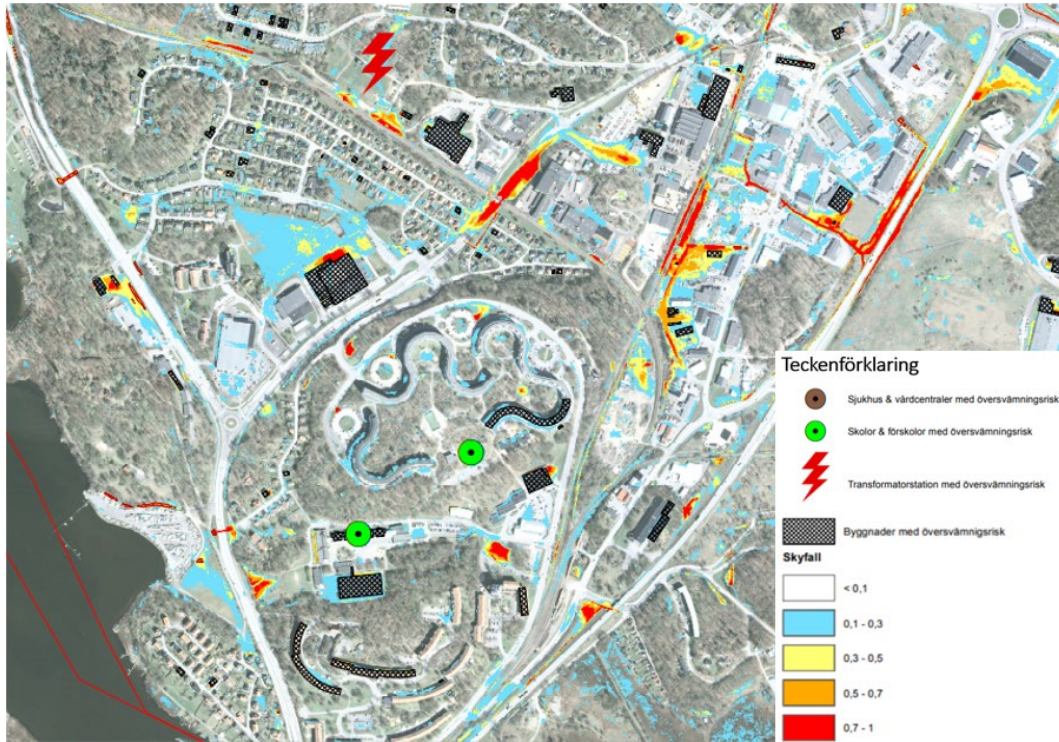 Teckenförklaring
Sjukhus & vårdcentraler med översvämningsrisk
Skolor & förskolor med översvämningsrisk
Transformatorstation med översvämningsrisk
Byggnader med översvämnigsrisk
Skyfall
< 0,1
0,1 - 0,3
0,3 - 0,5
0,5 - 0,7
0,7 - 1